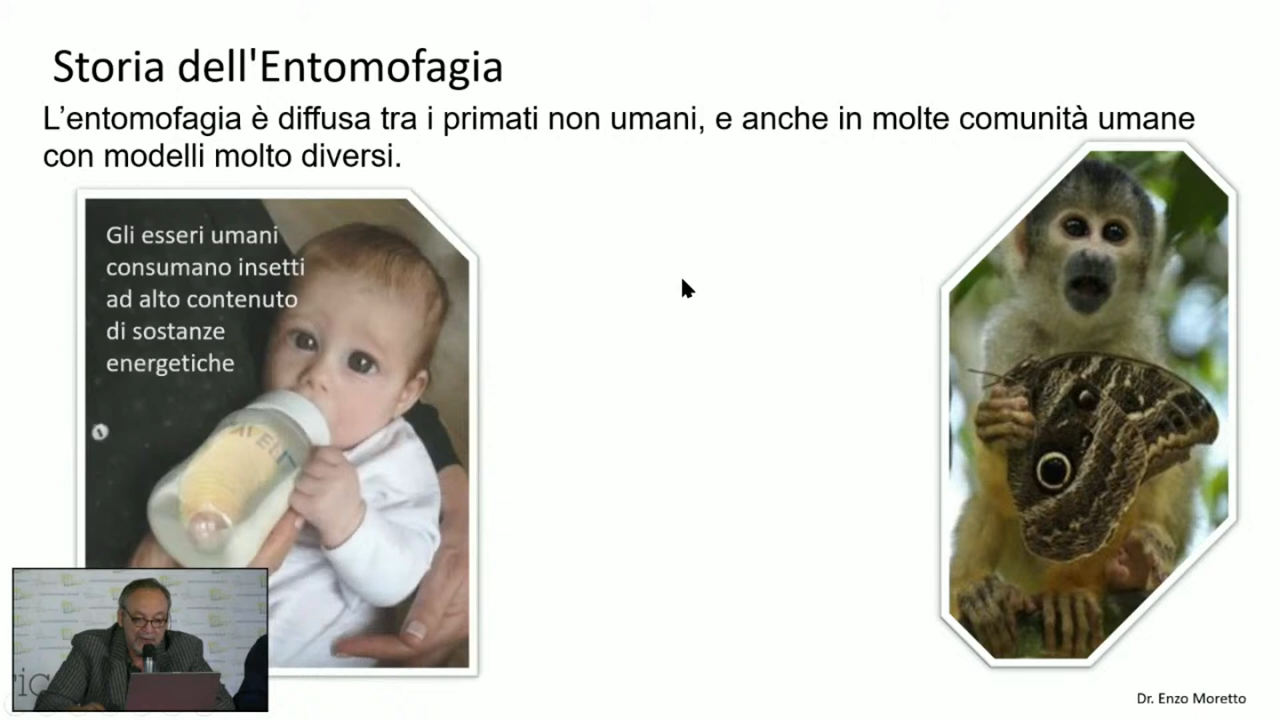 Storia dell'Entomofagia
L’entomofagia è diffusa tra i primati non umani, e anche in molte comunità umane
con modelli molto diversi.
Gli esseri umani
consumano insetti
ad alto contenuto
di sostanze
energetiche
Dr. Enzo Moretto